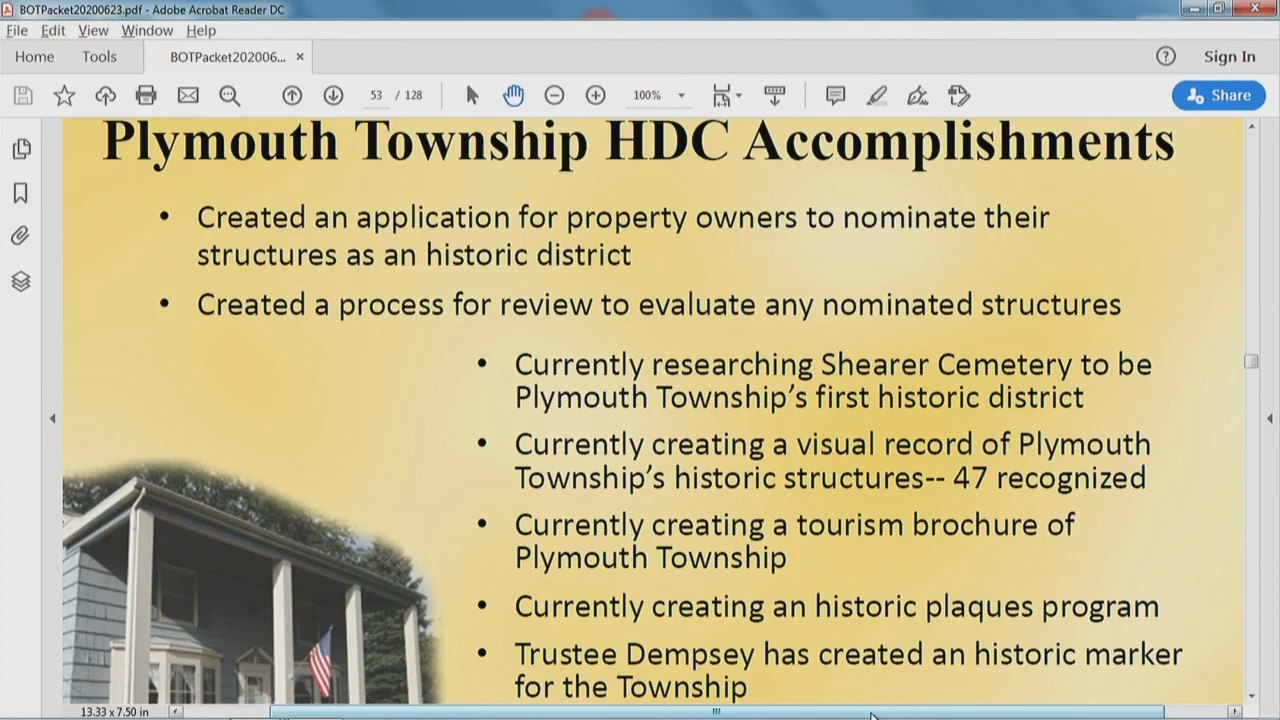 BOTPacket20200623.pdf - Adobe Acrobat Reader DC
File Edit View Window Help
Home Tools BOTPacket202006... ×
? Sign In
53 / 128 100% Share
Plymouth Township HDC Accomplishments
• Created an application for property owners to nominate their
structures as an historic district
• Created a process for review to evaluate any nominated structures
• Currently researching Shearer Cemetery to be
Plymouth Township’s first historic district
• Currently creating a visual record of Plymouth
Township’s historic structures-- 47 recognized
• Currently creating a tourism brochure of
Plymouth Township
• Currently creating an historic plaques program
• Trustee Dempsey has created an historic marker
for the Township
13.33 x 7.50 in